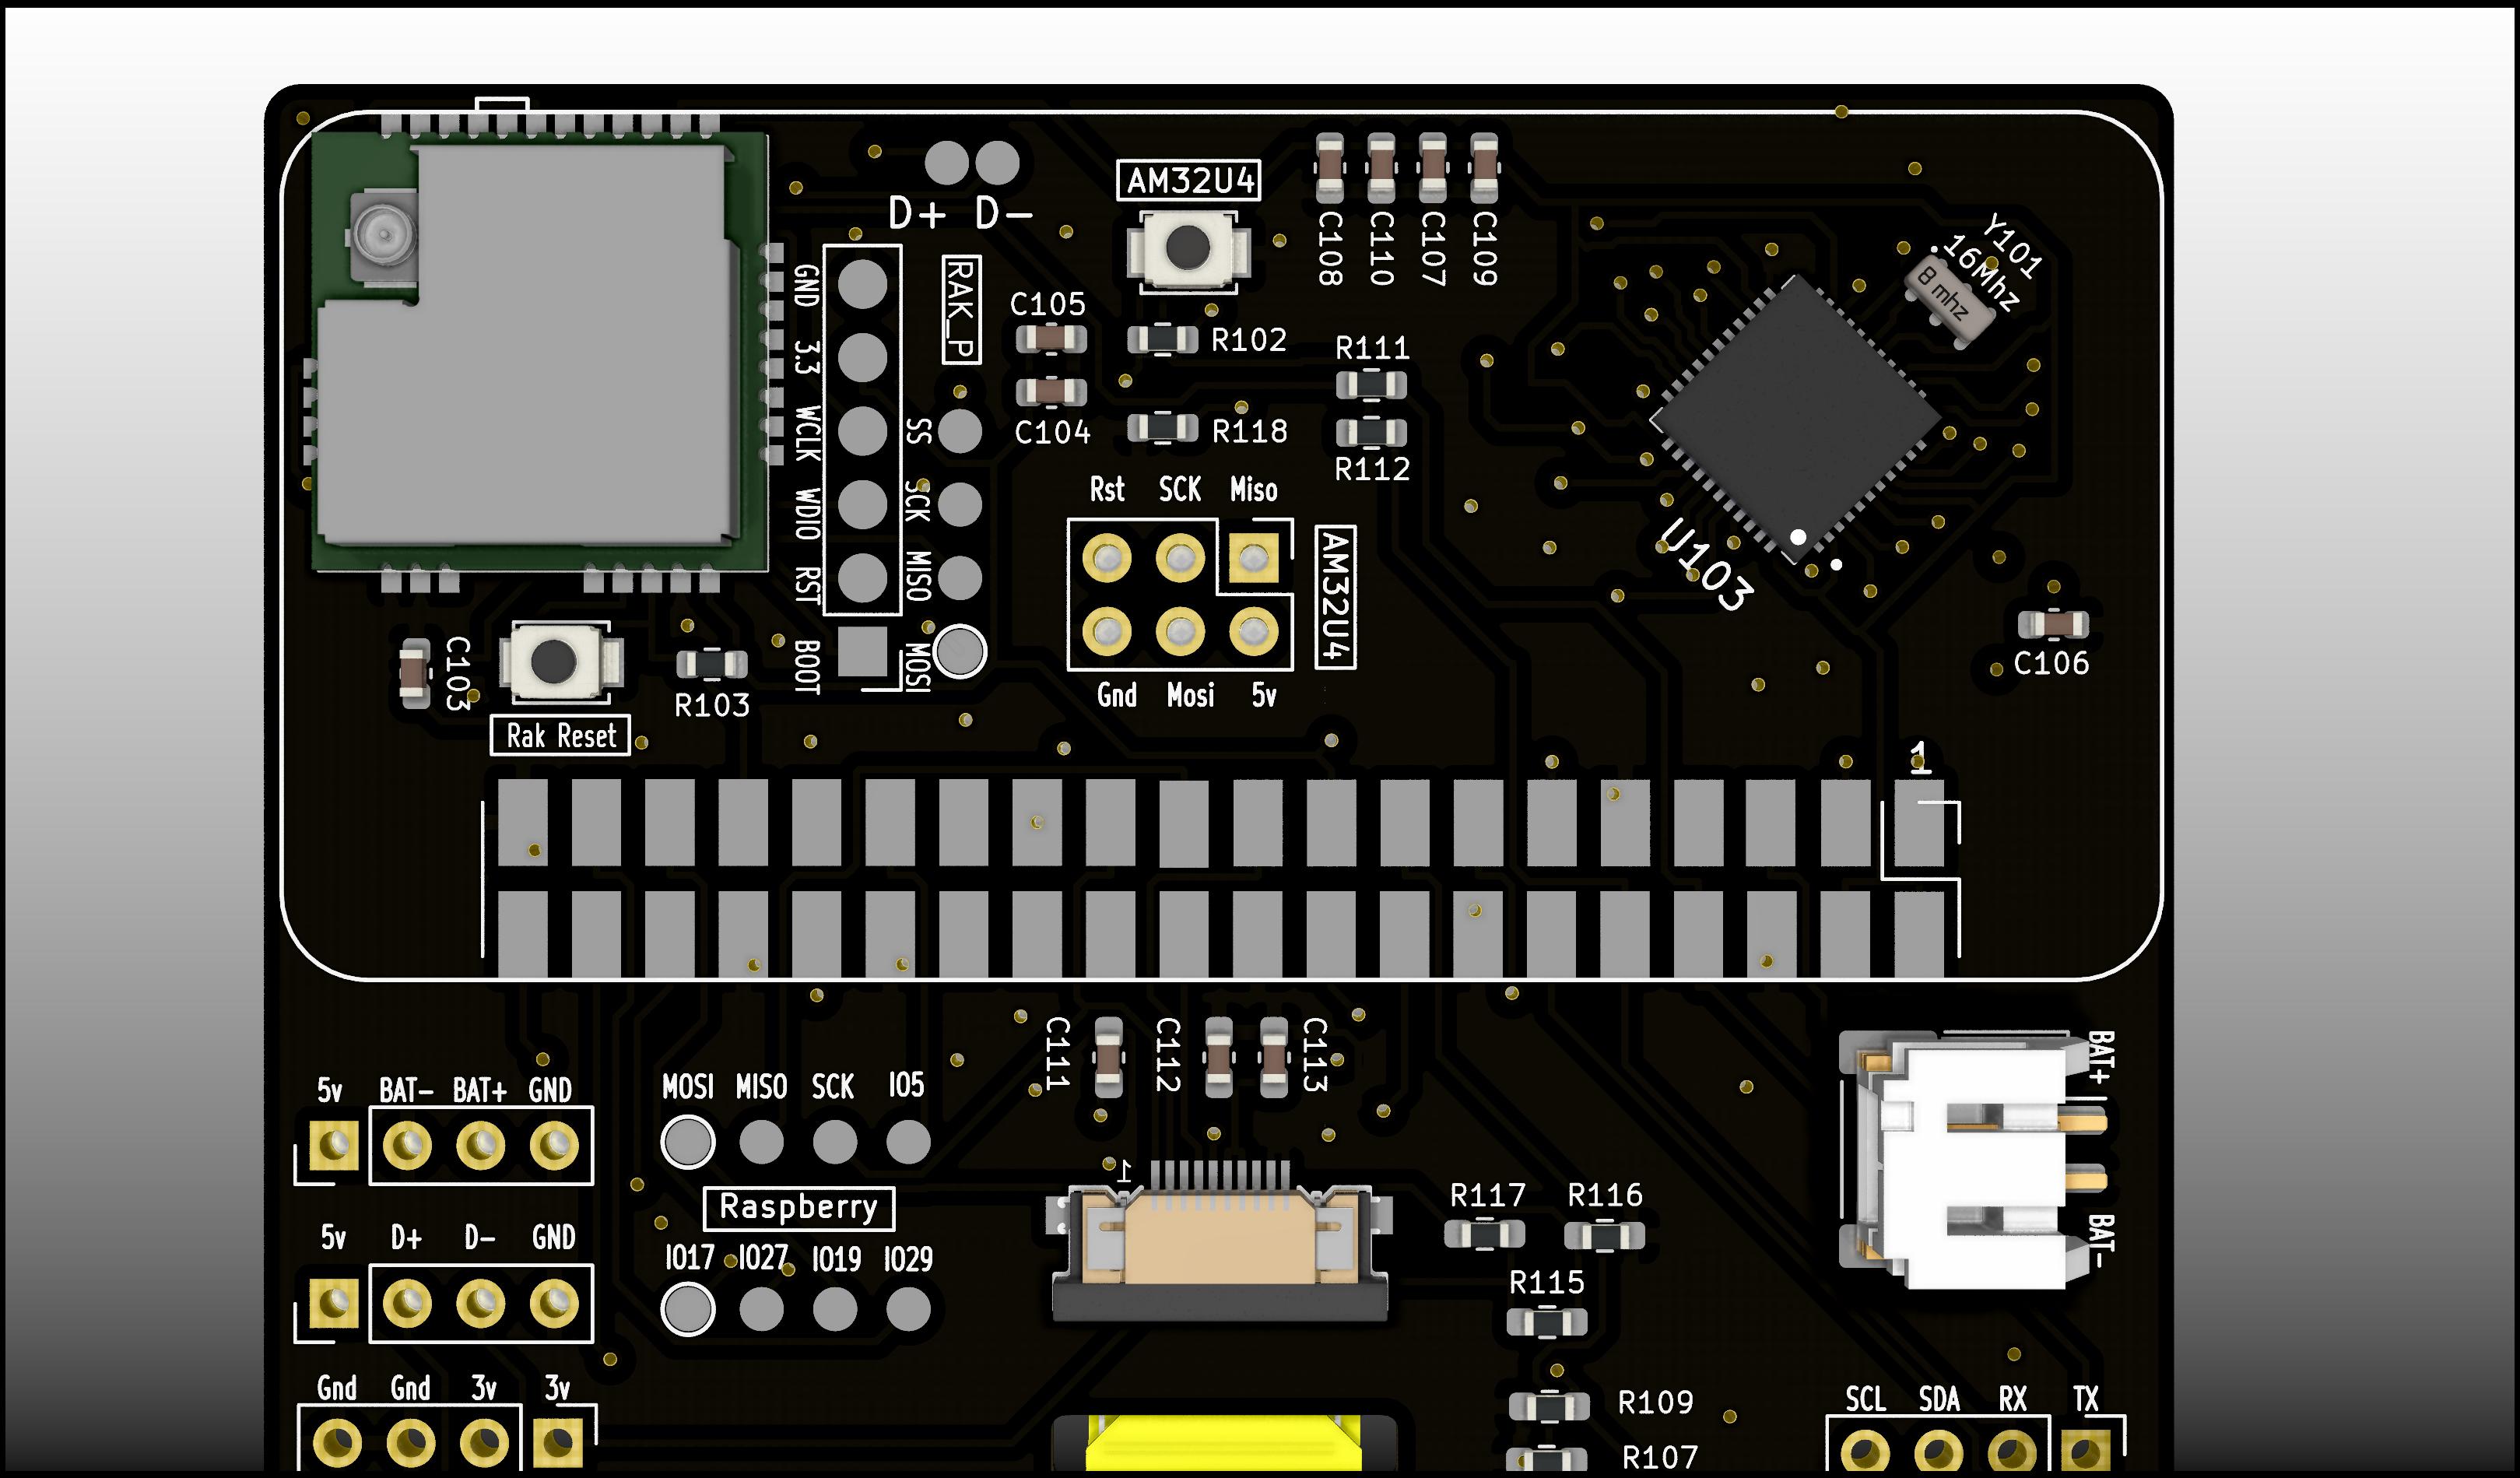 AM32U4
D+ D-
C108
C110
C107
C109
Y101
16Mhz
8 mhz
GND
3.3
WCLK
WDIO
RST
BOOT
RAK_P
SS
SCK
MISO
MOSI
C105
C104
R102
R118
R111
R112
Rst SCK Miso
Gnd Mosi 5v
AM32U4
U103
C106
C103
Rak Reset
R103
1
C111
C112
C113
1
BAT+
BAT-
5v BAT- BAT+ GND
5v D+ D- GND
Gnd Gnd 3v 3v
MOSI MISO SCK IO5
Raspberry
IO17 IO27 IO19 IO29
R117
R116
R115
R109
R107
SCL SDA RX TX